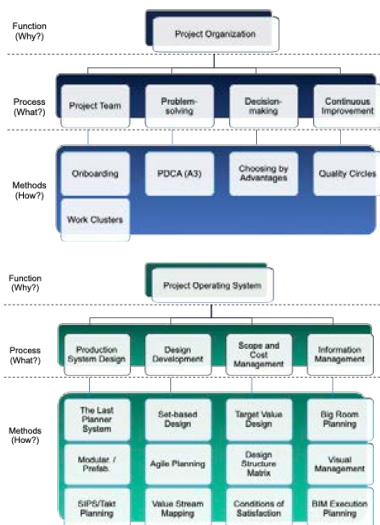 Function
(Why?)
Project Organization
Process
(What?)
Project Team
Problem-
solving
Decision-
making
Continuous
Improvement
Methods
(How?)
Onboarding
PDCA (A3)
Choosing by
Advantages
Quality Circles
Work Clusters
Function
(Why?)
Project Operating System
Process
(What?)
Production
System Design
Design
Development
Scope and
Cost
Management
Information
Management
Methods
(How?)
The Last
Planner
System
Set-based
Design
Target Value
Design
Big Room
Planning
Modular. /
Prefab.
Agile Planning
Design
Structure
Matrix
Visual
Management
SIPS/Takt
Planning
Value Stream
Mapping
Conditions of
Satisfaction
BIM Execution
Planning